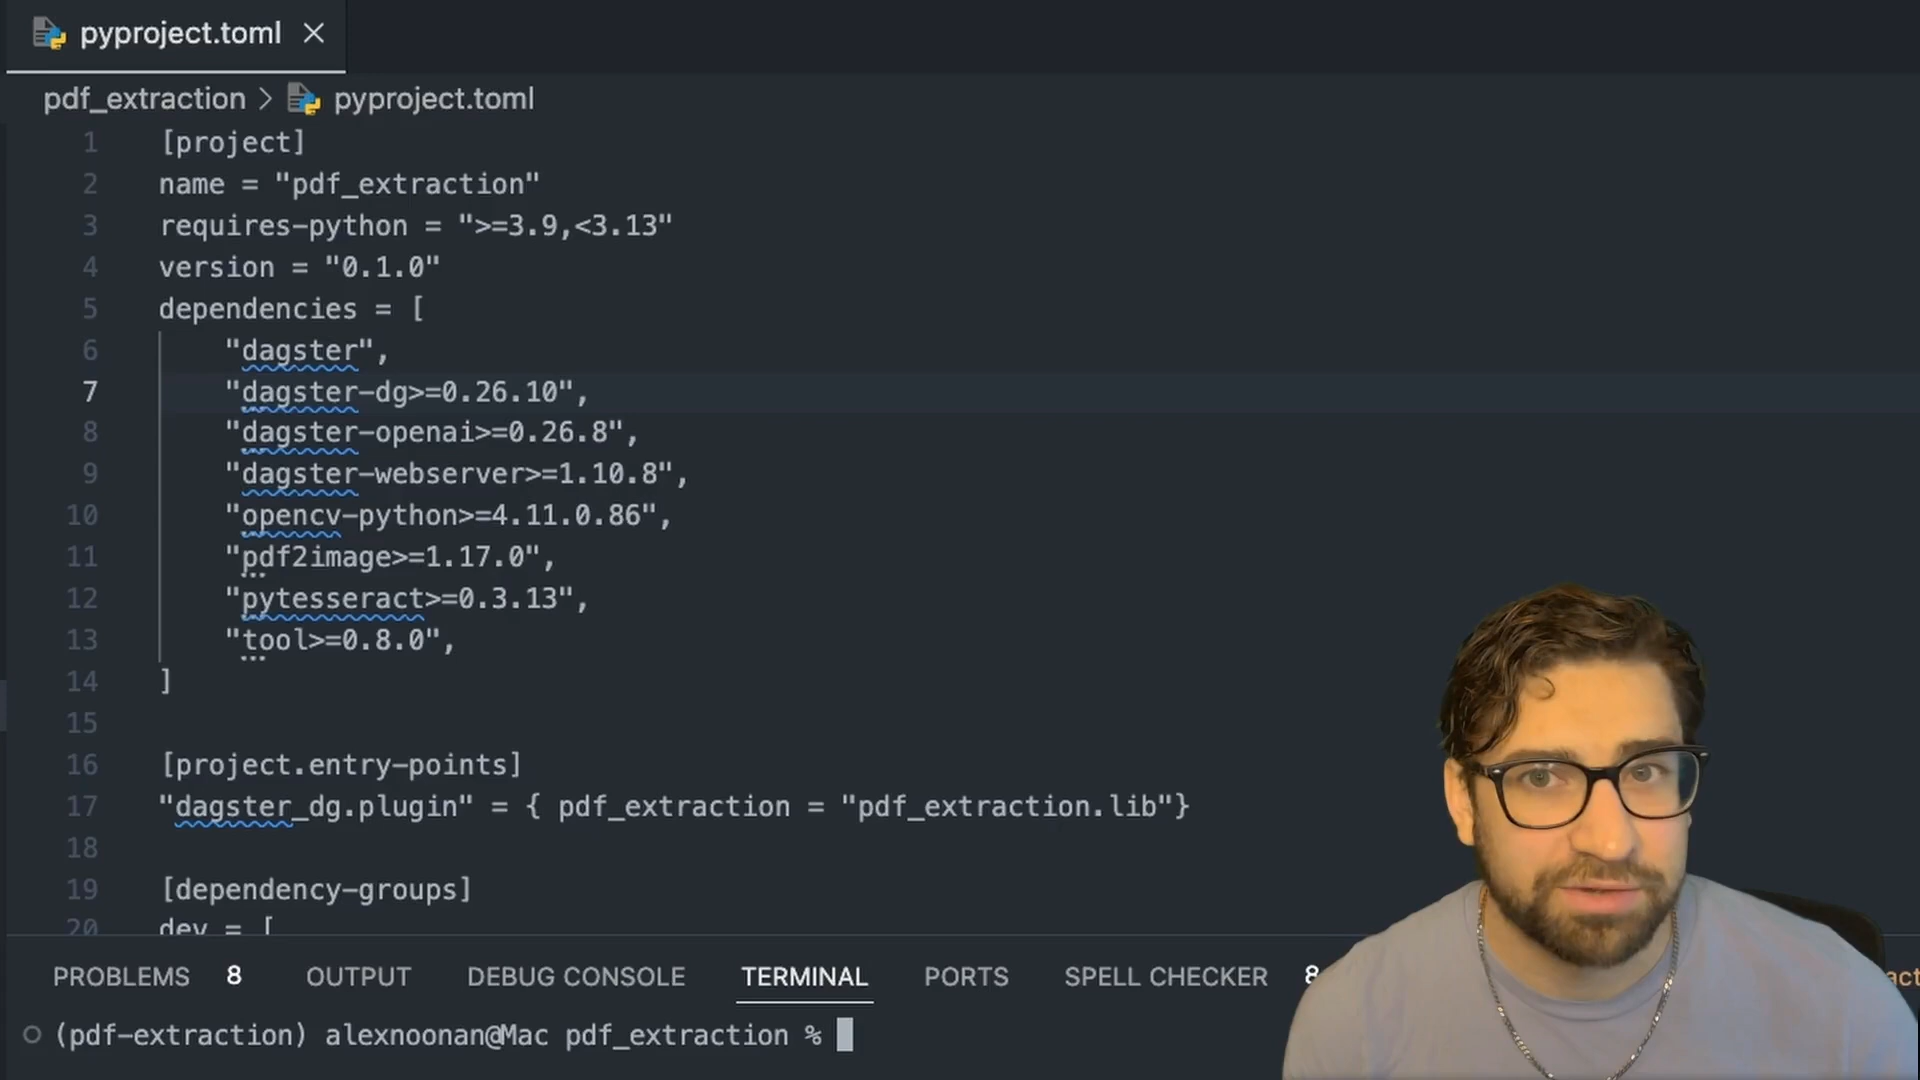 pyproject.toml
pdf_extraction > pyproject.toml
1 [project]
2 name = "pdf_extraction"
3 requires-python = ">=3.9,<3.13"
4 version = "0.1.0"
5 dependencies = [
6 "dagster",
7 "dagster-dg>=0.26.10",
8 "dagster-openai>=0.26.8",
9 "dagster-webserver>=1.10.8",
10 "opencv-python>=4.11.0.86",
11 "pdf2image>=1.17.0",
12 "pytesseract>=0.3.13",
13 "tool>=0.8.0",
14 ]
15
16 [project.entry-points]
17 "dagster_dg.plugin" = { pdf_extraction = "pdf_extraction.lib"}
18
19 [dependency-groups]
20 dev = [
PROBLEMS 8 OUTPUT DEBUG CONSOLE TERMINAL PORTS SPELL CHECKER 8
(pdf-extraction) alexnoonan@Mac pdf_extraction %